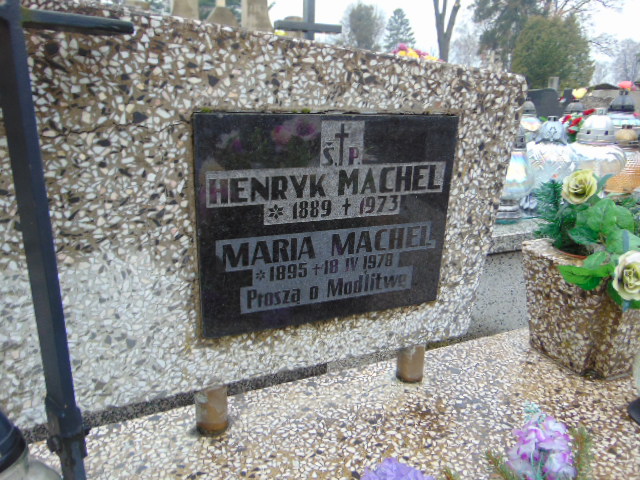 Ś.✝P.
HENRYK MACHEL
* 1889 ✝ 1973
MARIA MACHEL
* 1895 ✝ 18 IV 1978
Proszą o Modlitwę